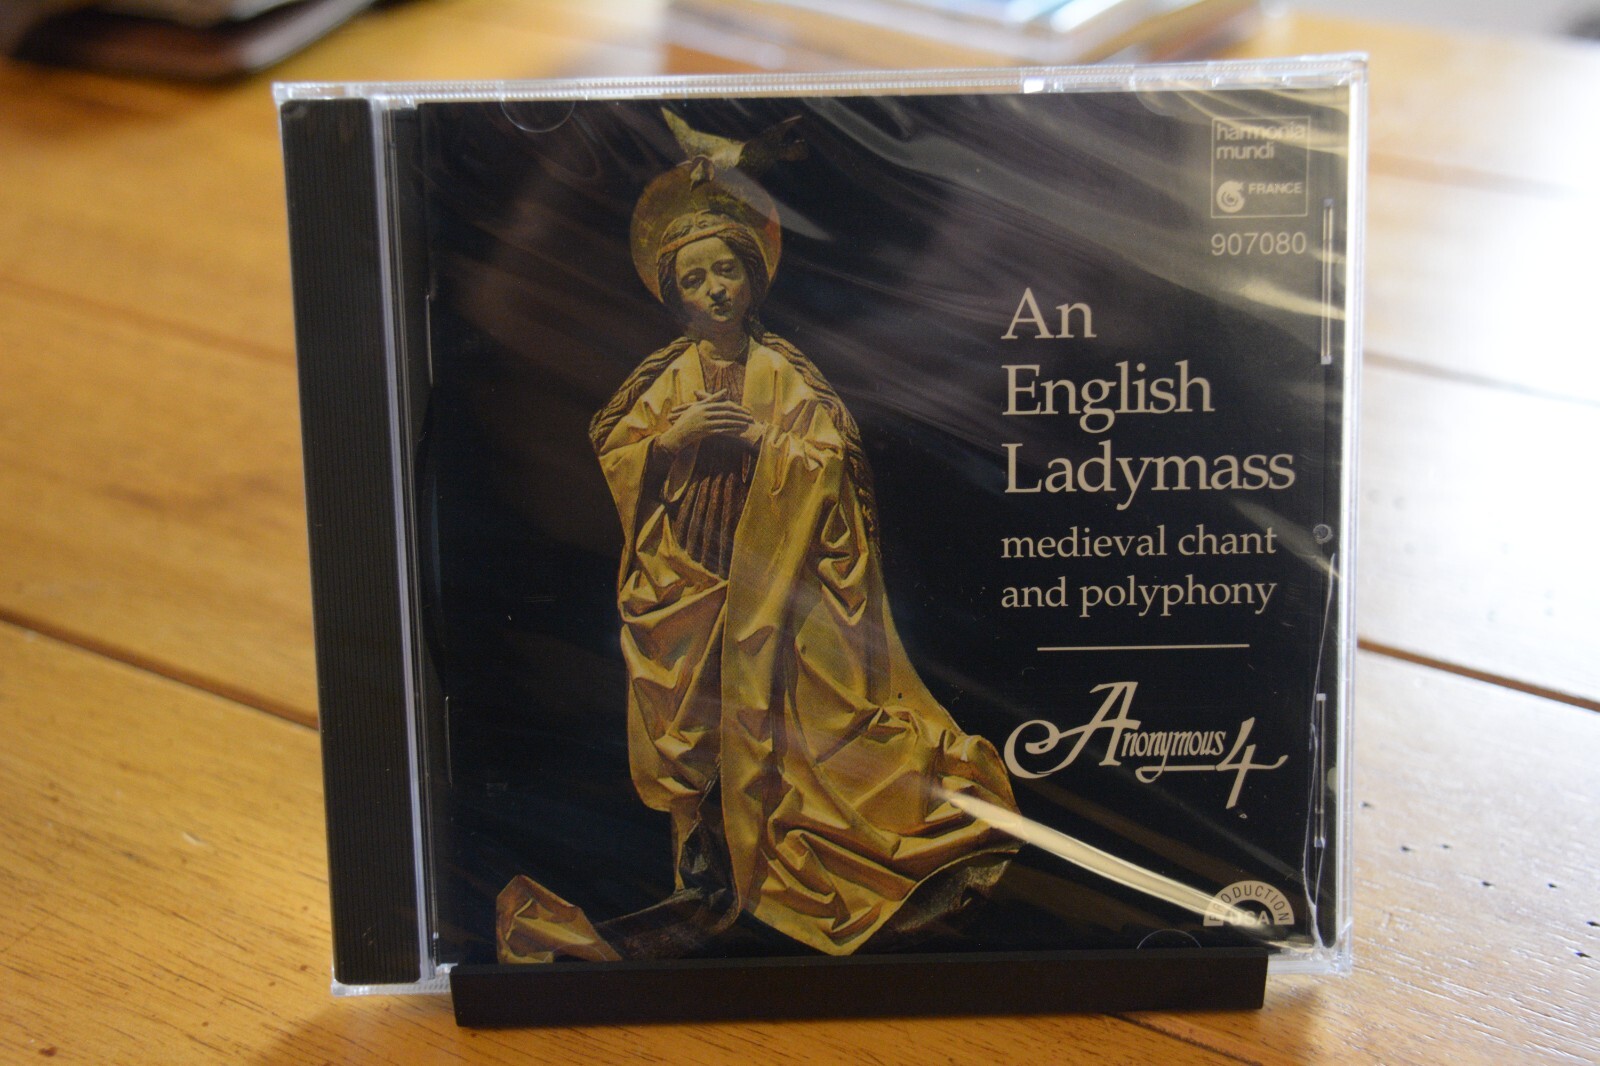 harmonia
mundi
FRANCE
907080
An
English
Ladymass
medieval chant
and polyphony
Anonymous 4
PRODUCTION
USA